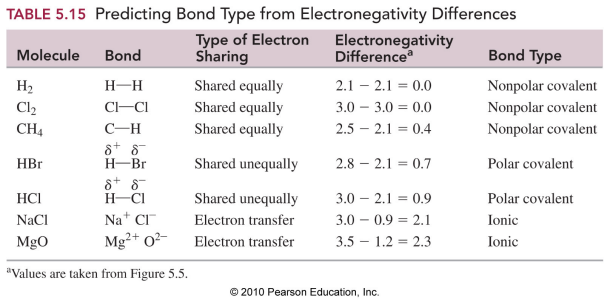 TABLE 5.15 Predicting Bond Type from Electronegativity Differences
Type of Electron Electronegativity
Molecule Bond Sharing Differenceᵃ Bond Type
H₂ H—H Shared equally 2.1 − 2.1 = 0.0 Nonpolar covalent
Cl₂ Cl—Cl Shared equally 3.0 − 3.0 = 0.0 Nonpolar covalent
CH₄ C—H Shared equally 2.5 − 2.1 = 0.4 Nonpolar covalent
δ⁺ δ⁻
HBr H—Br Shared unequally 2.8 − 2.1 = 0.7 Polar covalent
δ⁺ δ⁻
HCl H—Cl Shared unequally 3.0 − 2.1 = 0.9 Polar covalent
NaCl Na⁺ Cl⁻ Electron transfer 3.0 − 0.9 = 2.1 Ionic
MgO Mg²⁺ O²⁻ Electron transfer 3.5 − 1.2 = 2.3 Ionic
ᵃValues are taken from Figure 5.5.
© 2010 Pearson Education, Inc.